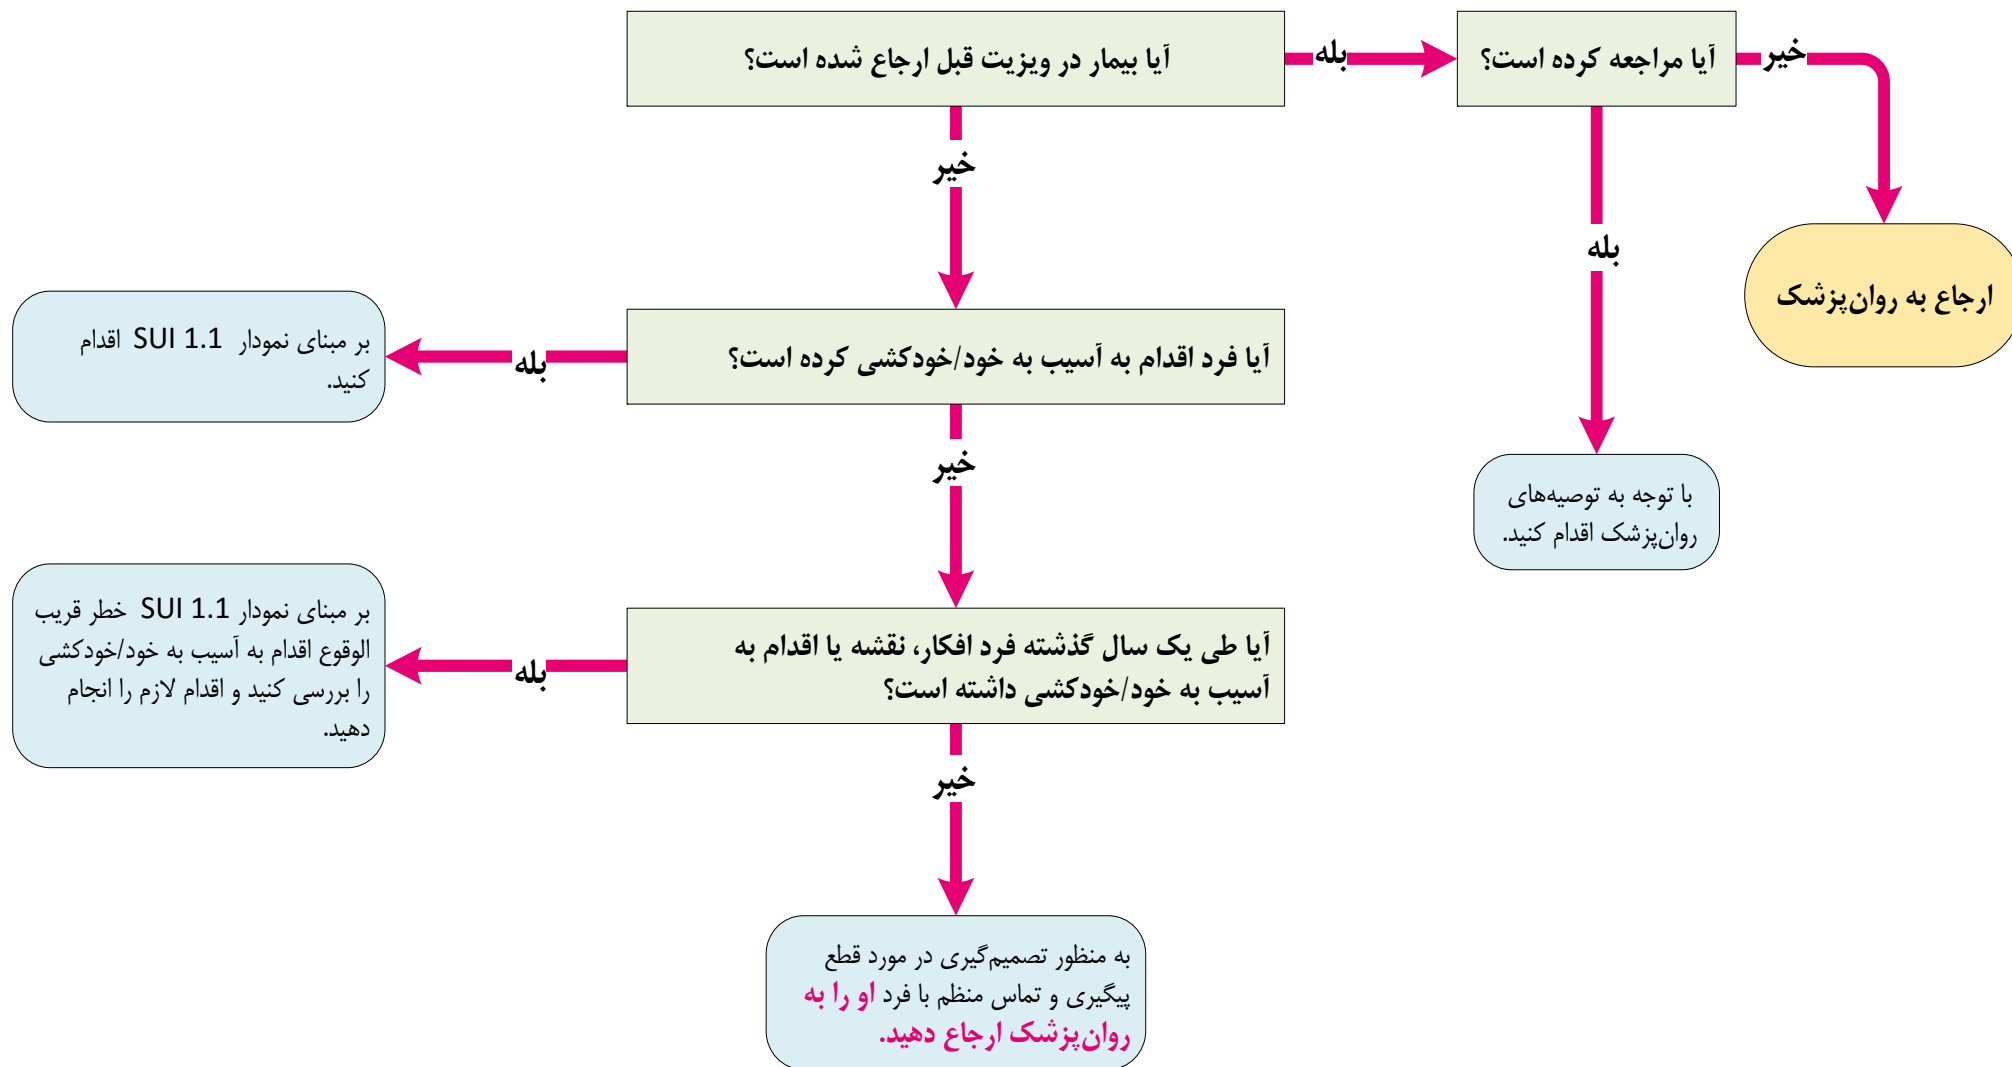 آیا بیمار در ویزیت قبل ارجاع شده است؟
بله
آیا مراجعه کرده است؟
خیر
ارجاع به روان‌پزشک
بله
با توجه به توصیه‌های
روان‌پزشک اقدام کنید.
خیر
آیا فرد اقدام به آسیب به خود/خودکشی کرده است؟
بله
بر مبنای نمودار SUI 1.1 اقدام
کنید.
خیر
آیا طی یک سال گذشته فرد افکار، نقشه یا اقدام به
آسیب به خود/خودکشی داشته است؟
بله
بر مبنای نمودار SUI 1.1 خطر قریب
الوقوع اقدام به آسیب به خود/خودکشی
را بررسی کنید و اقدام لازم را انجام
دهید.
خیر
به منظور تصمیم‌گیری در مورد قطع
پیگیری و تماس منظم با فرد او را به
روان‌پزشک ارجاع دهید.